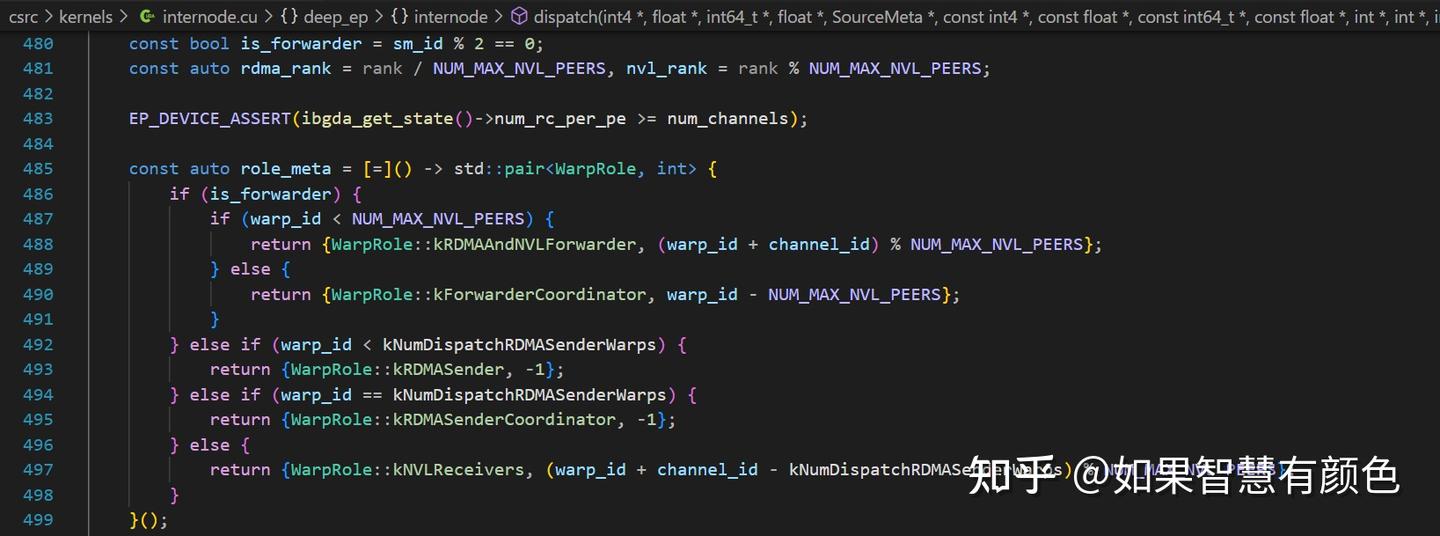 csrc > kernels > internode.cu > {} deep_ep > {} internode > dispatch(int4 *, float *, int64_t *, float *, SourceMeta *, const int4 *, const float *, const int64_t *, const float *, int *, int *, i
480 const bool is_forwarder = sm_id % 2 == 0;
481 const auto rdma_rank = rank / NUM_MAX_NVL_PEERS, nvl_rank = rank % NUM_MAX_NVL_PEERS;
482
483 EP_DEVICE_ASSERT(ibgda_get_state()->num_rc_per_pe >= num_channels);
484
485 const auto role_meta = [=]() -> std::pair<WarpRole, int> {
486 if (is_forwarder) {
487 if (warp_id < NUM_MAX_NVL_PEERS) {
488 return {WarpRole::kRDMAAndNVLForwarder, (warp_id + channel_id) % NUM_MAX_NVL_PEERS};
489 } else {
490 return {WarpRole::kForwarderCoordinator, warp_id - NUM_MAX_NVL_PEERS};
491 }
492 } else if (warp_id < kNumDispatchRDMASenderWarps) {
493 return {WarpRole::kRDMASender, -1};
494 } else if (warp_id == kNumDispatchRDMASenderWarps) {
495 return {WarpRole::kRDMASenderCoordinator, -1};
496 } else {
497 return {WarpRole::kNVLReceivers, (warp_id + channel_id - kNumDispatchRDMASenderWarps) % NUM_MAX_NVL_PEERS};
498 }
499 }();
知乎 @如果智慧有颜色